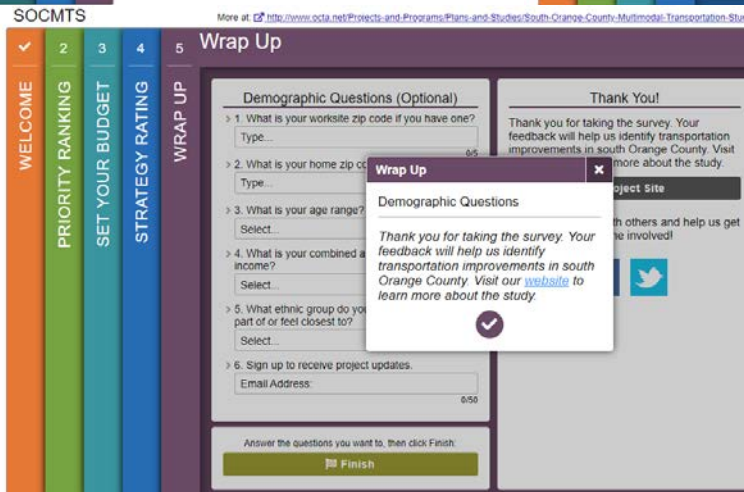 SOCMTS
More at: http://www.octa.net/Projects-and-Programs/Plans-and-Studies/South-Orange-County-Multimodal-Transportation-Stu
2
3
4
5
WELCOME
PRIORITY RANKING
SET YOUR BUDGET
STRATEGY RATING
WRAP UP
Wrap Up
Demographic Questions (Optional)
> 1. What is your worksite zip code if you have one?
Type...
0/5
> 2. What is your home zip
Type...
> 3. What is your age range?
Select...
> 4. What is your combined
income?
Select...
> 5. What ethnic group do you
part of or feel closest to?
Select...
> 6. Sign up to receive project updates.
Email Address:
0/50
Answer the questions you want to, then click Finish:
Finish
Wrap Up
Demographic Questions
Thank you for taking the survey. Your
feedback will help us identify
transportation improvements in south
Orange County. Visit our website to
learn more about the study.
Thank You!
Thank you for taking the survey. Your
feedback will help us identify transportation
improvements in south Orange County. Visit
more about the study.
Site
others and help us get
involved!